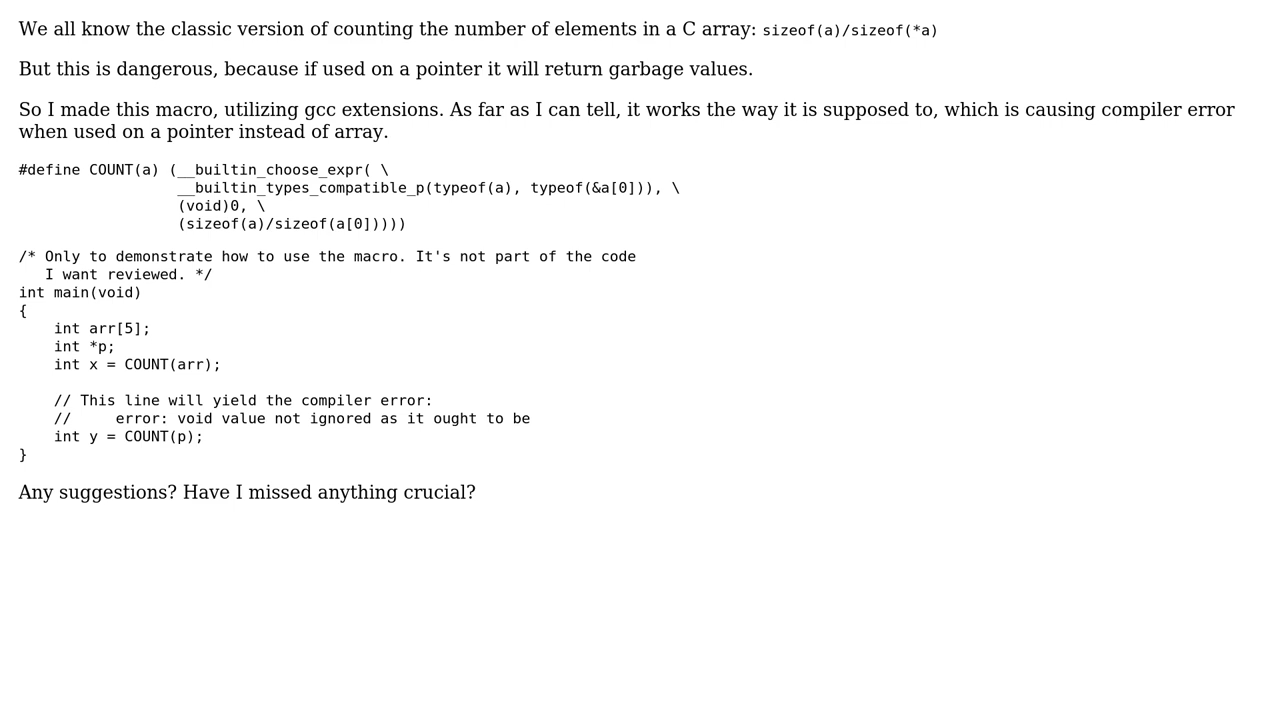 We all know the classic version of counting the number of elements in a C array: sizeof(a)/sizeof(*a)
But this is dangerous, because if used on a pointer it will return garbage values.
So I made this macro, utilizing gcc extensions. As far as I can tell, it works the way it is supposed to, which is causing compiler error
when used on a pointer instead of array.
#define COUNT(a) (__builtin_choose_expr( \
                  __builtin_types_compatible_p(typeof(a), typeof(&a[0])), \
                  (void)0, \
                  (sizeof(a)/sizeof(a[0]))))
/* Only to demonstrate how to use the macro. It's not part of the code
   I want reviewed. */
int main(void)
{
    int arr[5];
    int *p;
    int x = COUNT(arr);
    // This line will yield the compiler error:
    //     error: void value not ignored as it ought to be
    int y = COUNT(p);
}
Any suggestions? Have I missed anything crucial?